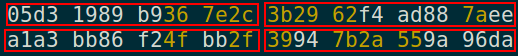 05d3 1989 b936 7e2c 3b29 62f4 ad88 7aee
a1a3 bb86 f24f bb2f 3994 7b2a 559a 96da